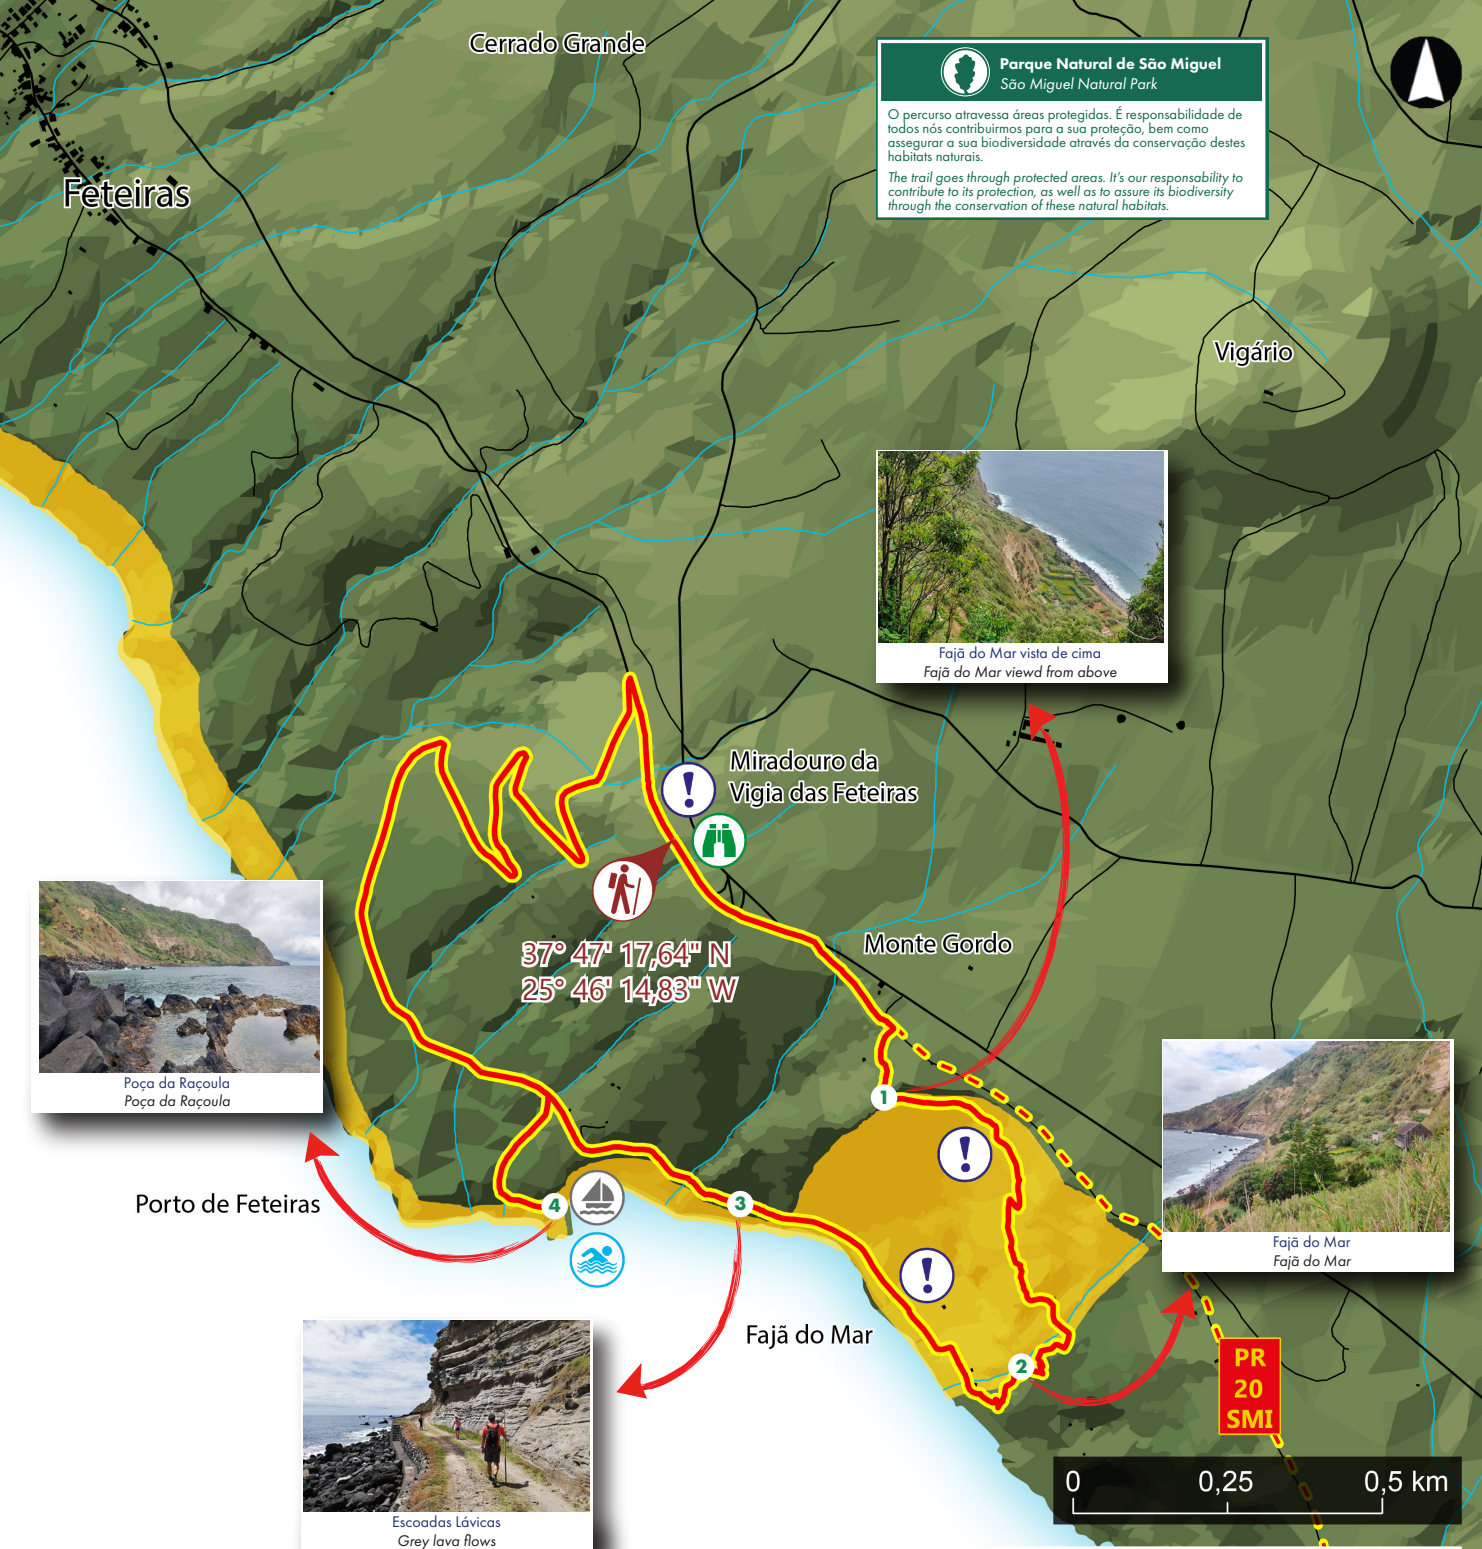 Cerrado Grande
Parque Natural de São Miguel
São Miguel Natural Park
O percurso atravessa áreas protegidas. É responsabilidade de
todos nós contribuirmos para a sua proteção, bem como
assegurar a sua biodiversidade através da conservação destes
habitats naturais.
The trail goes through protected areas. It's our responsability to
contribute to its protection, as well as to assure its biodiversity
through the conservation of these natural habitats.
Feteiras
Vigário
Fajã do Mar vista de cima
Fajã do Mar viewd from above
Miradouro da
Vigia das Feteiras
37° 47' 17,64" N
25° 46' 14,83" W
Monte Gordo
Poça da Raçoula
Poça da Raçoula
1
Porto de Feteiras
4
3
Fajã do Mar
Fajã do Mar
Fajã do Mar
2
PR
20
SMI
0 0,25 0,5 km
Escoadas Lávicas
Grey lava flows